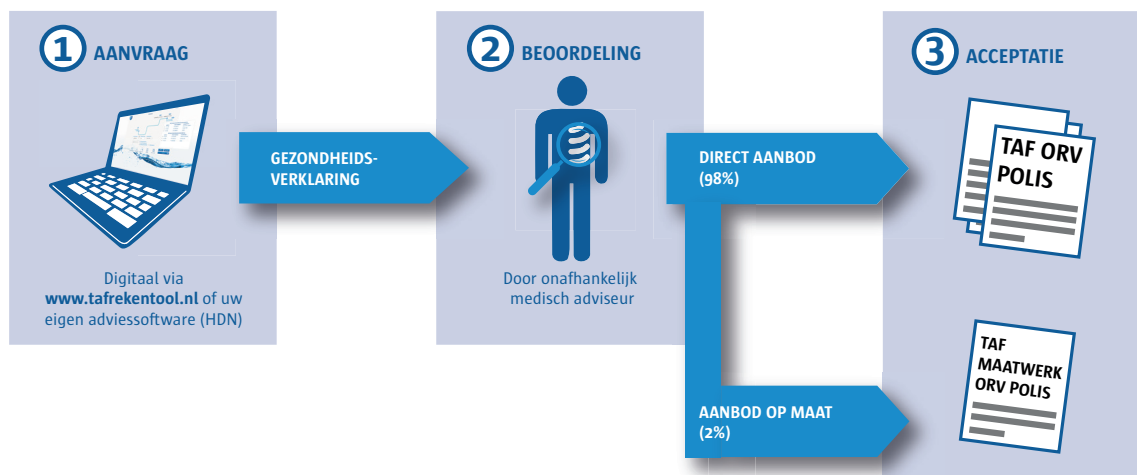 1 AANVRAAG
Digitaal via
www.tafrekentool.nl of uw
eigen adviessoftware (HDN)
GEZONDHEIDS-
VERKLARING
2 BEOORDELING
Door onafhankelijk
medisch adviseur
DIRECT AANBOD
(98%)
AANBOD OP MAAT
(2%)
3 ACCEPTATIE
TAF ORV
POLIS
TAF
MAATWERK
ORV POLIS